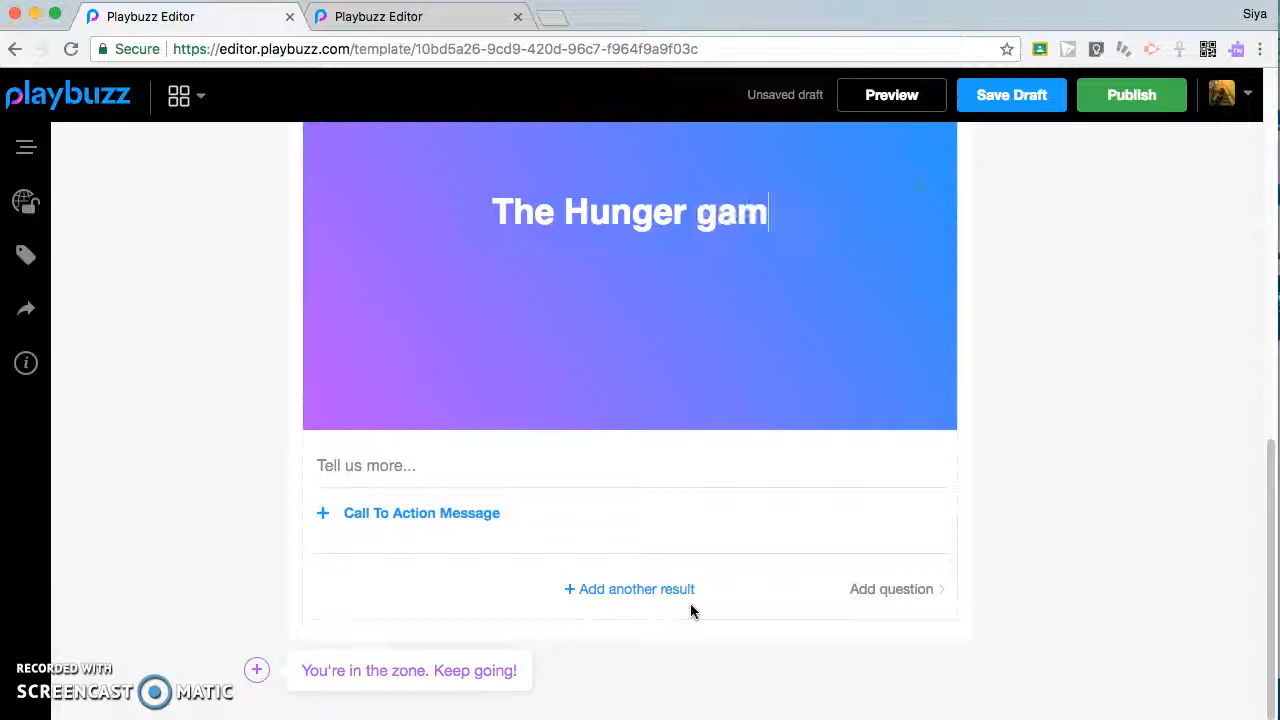 Playbuzz Editor
Playbuzz Editor
Siya
Secure https://editor.playbuzz.com/template/10bd5a26-9cd9-420d-96c7-f964f9a9f03c
playbuzz
Unsaved draft
Preview
Save Draft
Publish
The Hunger gam
Tell us more...
+ Call To Action Message
+ Add another result
Add question
You're in the zone. Keep going!
RECORDED WITH
SCREENCAST MATIC